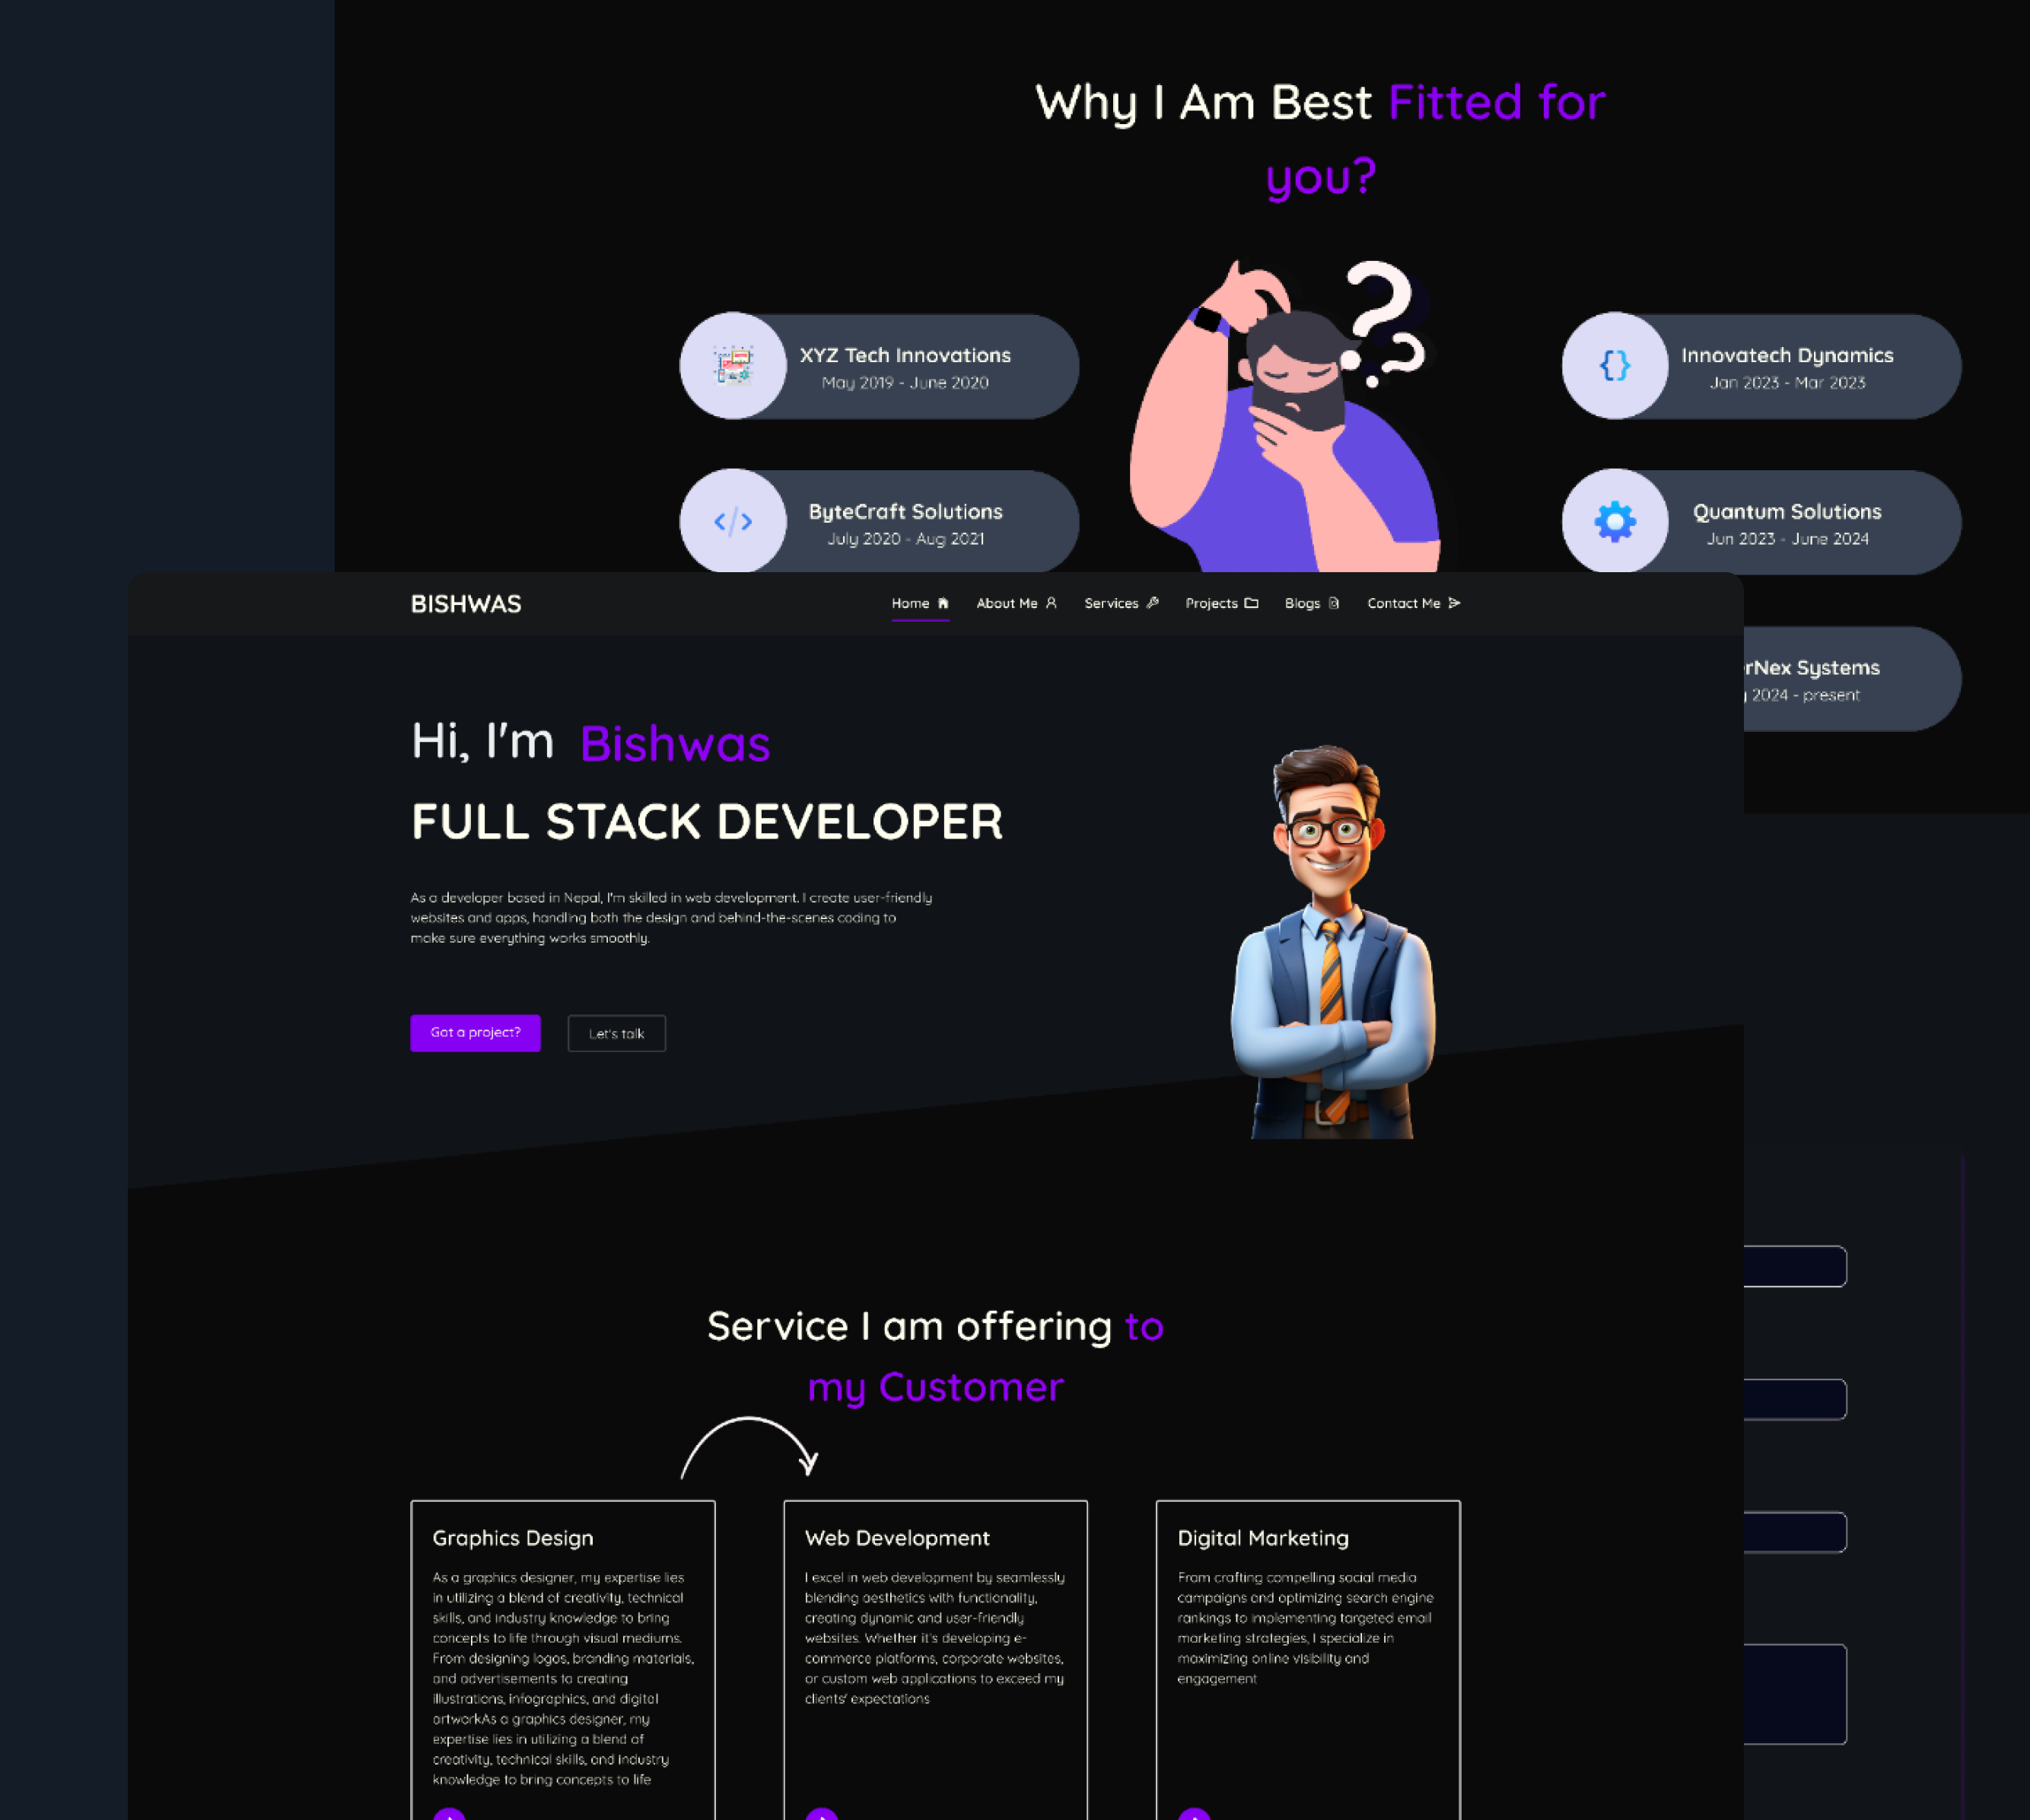 Why I Am Best Fitted for
you?
XYZ Tech Innovations
May 2019 - June 2020
Innovatech Dynamics
Jan 2023 - Mar 2023
ByteCraft Solutions
July 2020 - Aug 2021
Quantum Solutions
Jun 2023 - June 2024
rNex Systems
2024 - present
BISHWAS
Home About Me Services Projects Blogs Contact Me
Hi, I'm Bishwas
FULL STACK DEVELOPER
As a developer based in Nepal, I'm skilled in web development. I create user-friendly
websites and apps, handling both the design and behind-the-scenes coding to
make sure everything works smoothly.
Got a project?
Let's talk
Service I am offering to
my Customer
Graphics Design
As a graphics designer, my expertise lies
in utilizing a blend of creativity, technical
skills, and industry knowledge to bring
concepts to life through visual mediums.
From designing logos, branding materials,
and advertisements to creating
illustrations, infographics, and digital
artworkAs a graphics designer, my
expertise lies in utilizing a blend of
creativity, technical skills, and industry
knowledge to bring concepts to life
Web Development
I excel in web development by seamlessly
blending aesthetics with functionality,
creating dynamic and user-friendly
websites. Whether it's developing e-
commerce platforms, corporate websites,
or custom web applications to exceed my
clients' expectations
Digital Marketing
From crafting compelling social media
campaigns and optimizing search engine
rankings to implementing targeted email
marketing strategies, I specialize in
maximizing online visibility and
engagement